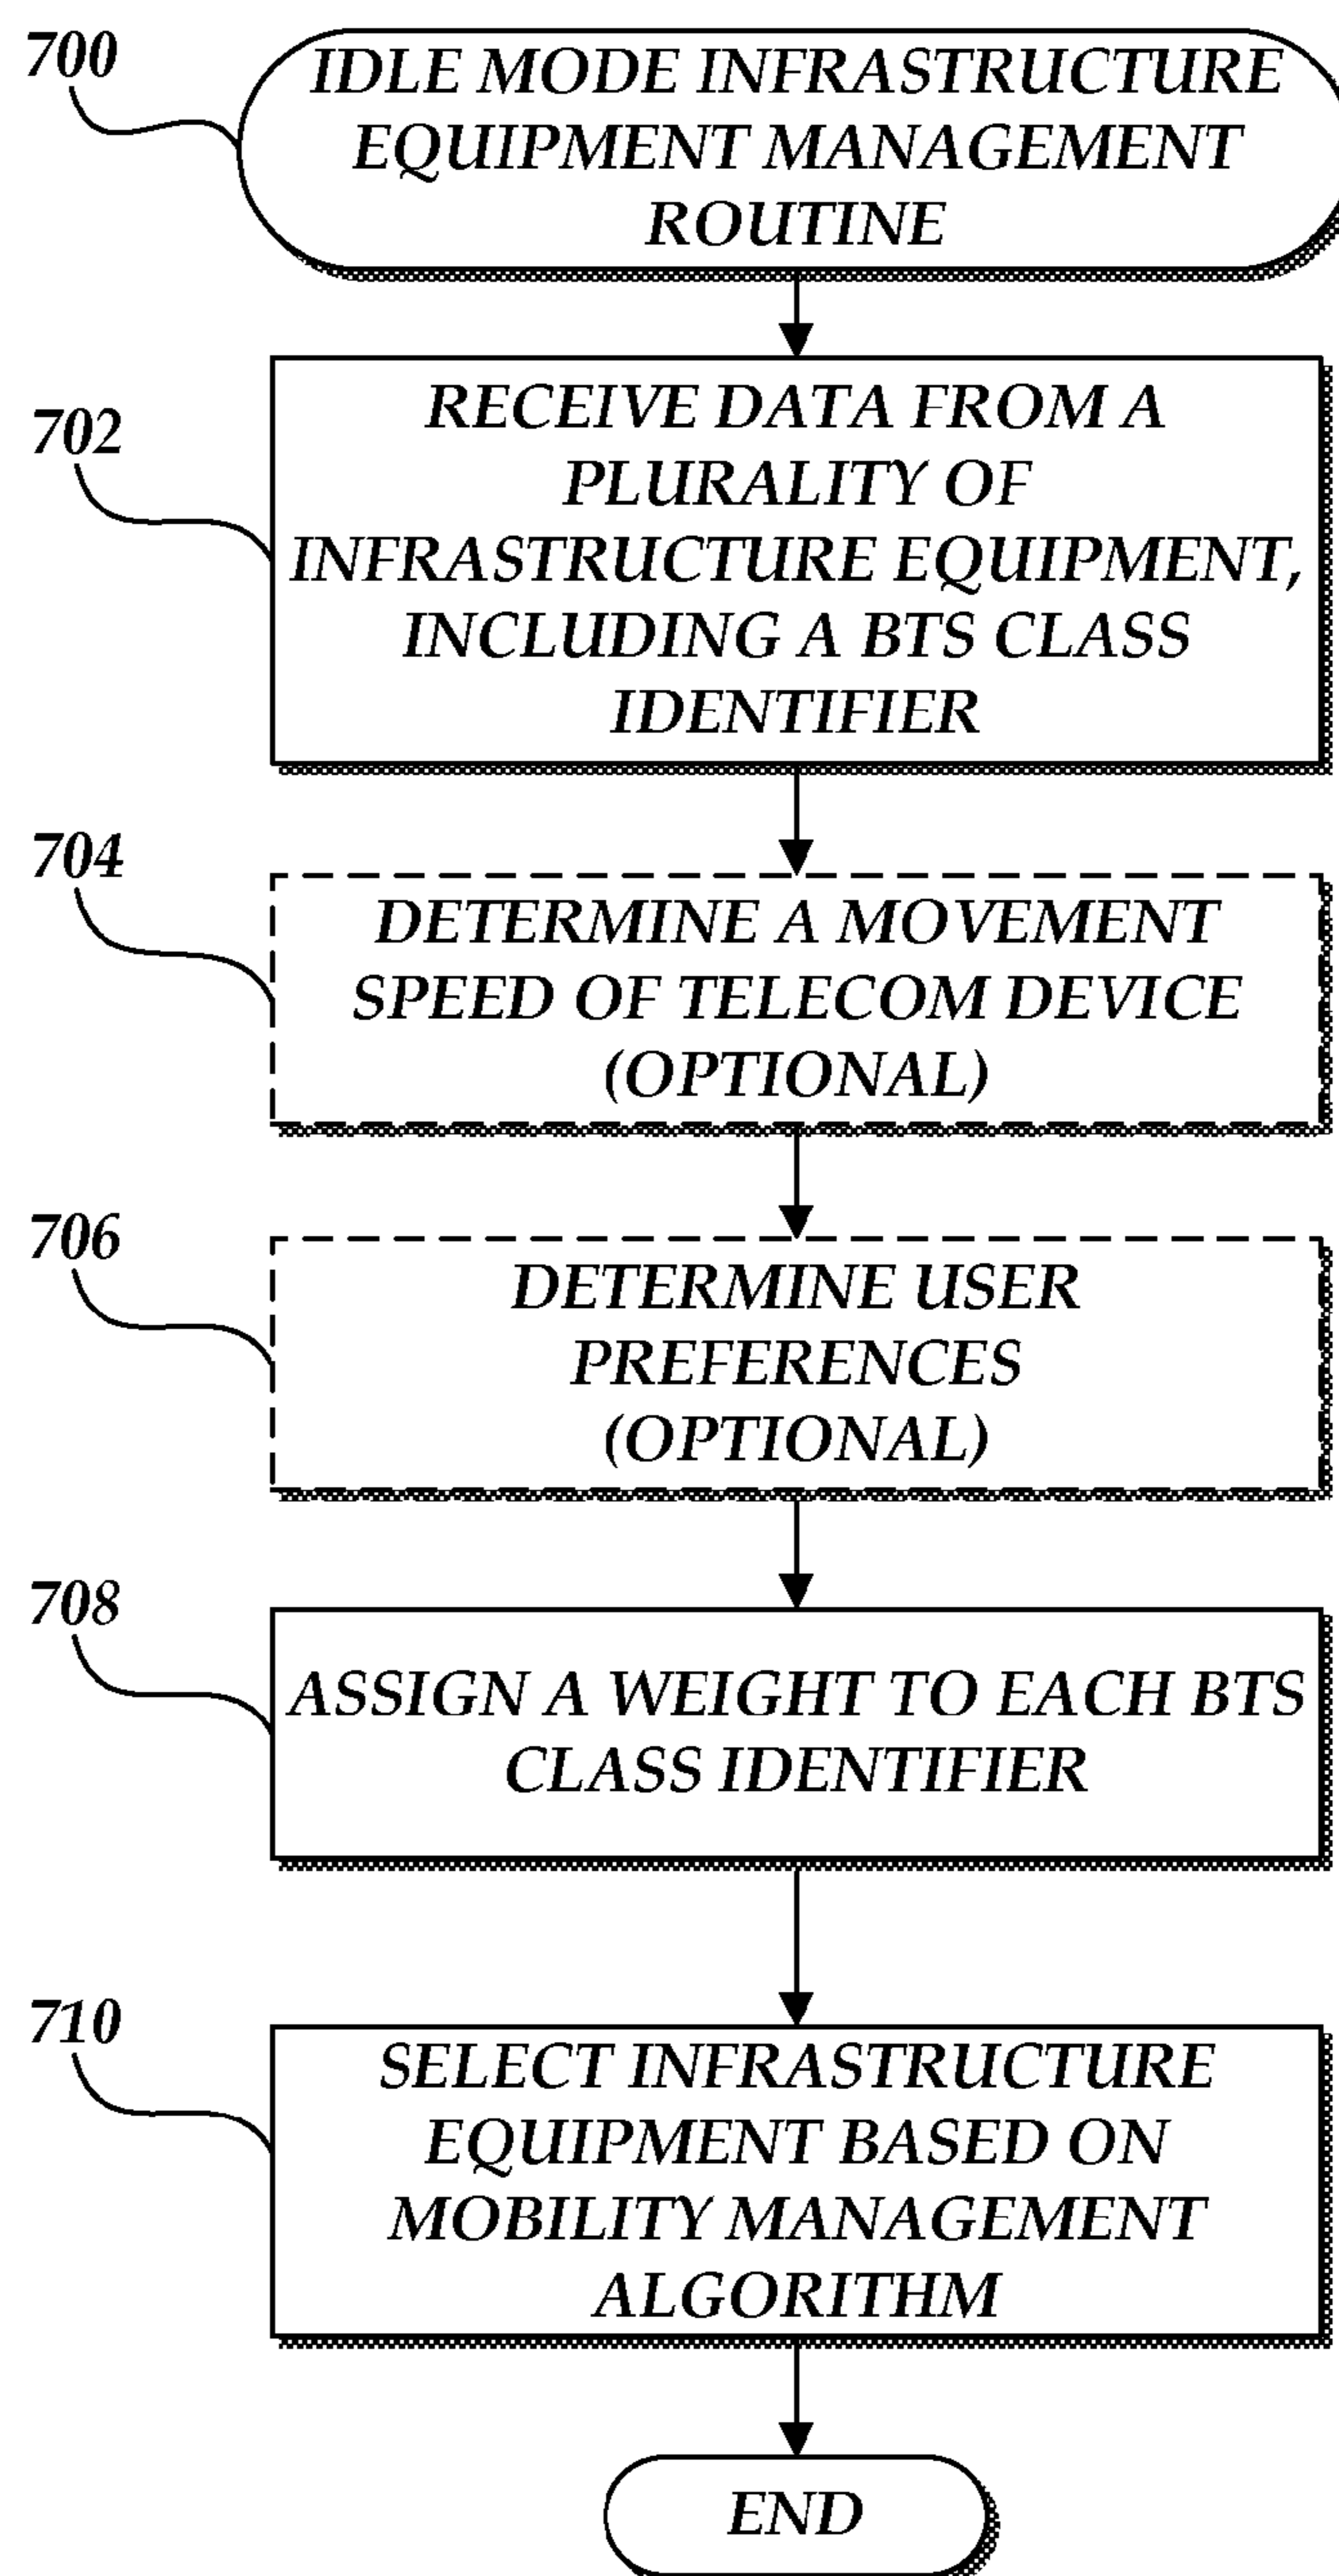 700
IDLE MODE INFRASTRUCTURE
EQUIPMENT MANAGEMENT
ROUTINE
702
RECEIVE DATA FROM A
PLURALITY OF
INFRASTRUCTURE EQUIPMENT,
INCLUDING A BTS CLASS
IDENTIFIER
704
DETERMINE A MOVEMENT
SPEED OF TELECOM DEVICE
(OPTIONAL)
706
DETERMINE USER
PREFERENCES
(OPTIONAL)
708
ASSIGN A WEIGHT TO EACH BTS
CLASS IDENTIFIER
710
SELECT INFRASTRUCTURE
EQUIPMENT BASED ON
MOBILITY MANAGEMENT
ALGORITHM
END